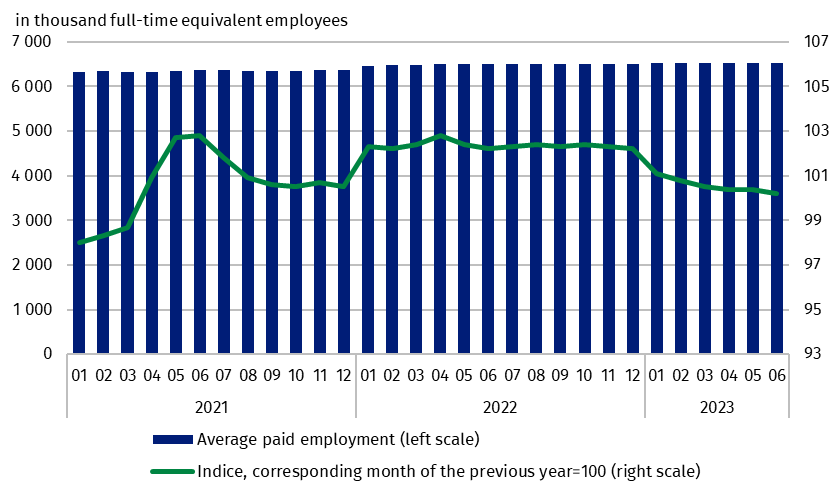 in thousand full-time equivalent employees
7 000 107
6 000 105
5 000 103
4 000 101
3 000 99
2 000 97
1 000 95
0 93
01 02 03 04 05 06 07 08 09 10 11 12 01 02 03 04 05 06 07 08 09 10 11 12 01 02 03 04 05 06
2021 2022 2023
Average paid employment (left scale)
Indice, corresponding month of the previous year=100 (right scale)